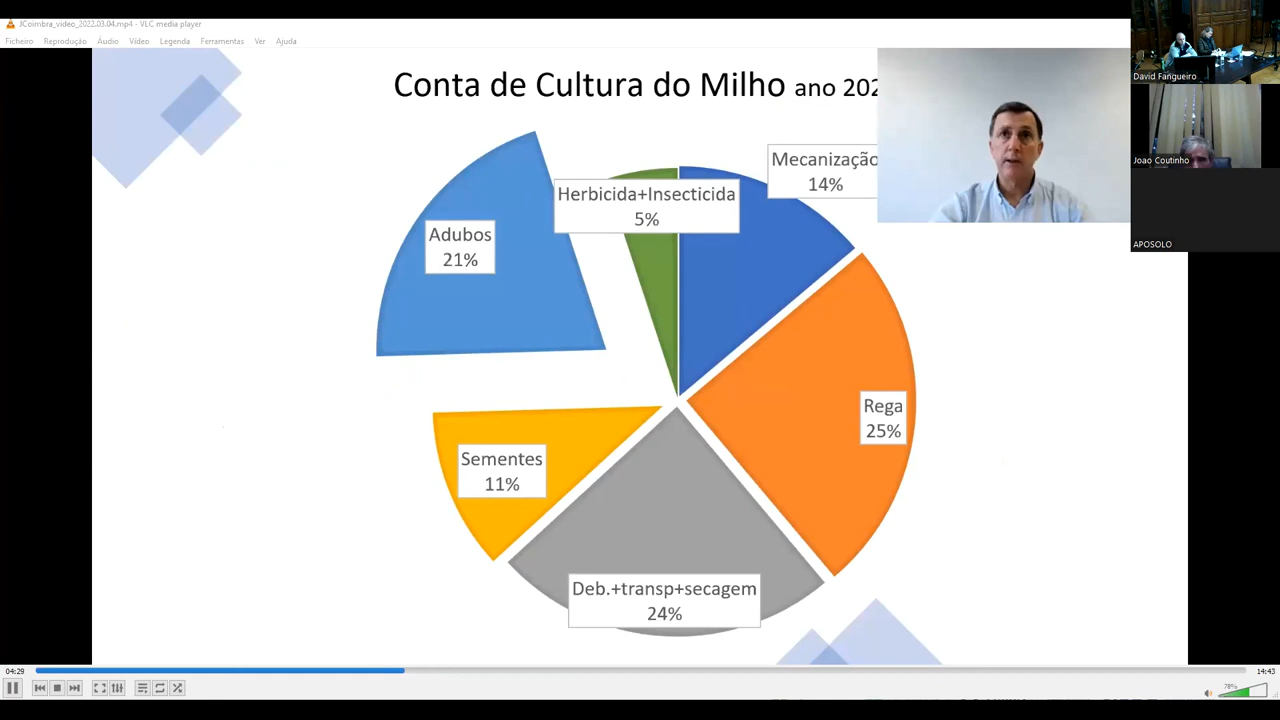 JCoimbra_video_2022.03.04.mp4 - VLC media player
Ficheiro Reprodução Áudio Vídeo Legenda Ferramentas Ver Ajuda
Conta de Cultura do Milho ano 202
Mecanização
14%
Herbicida+Insecticida
5%
Adubos
21%
Rega
25%
Sementes
11%
Deb.+transp+secagem
24%
David Fangueiro
Joao Coutinho
APOSOLO
04:29
14:43
78%